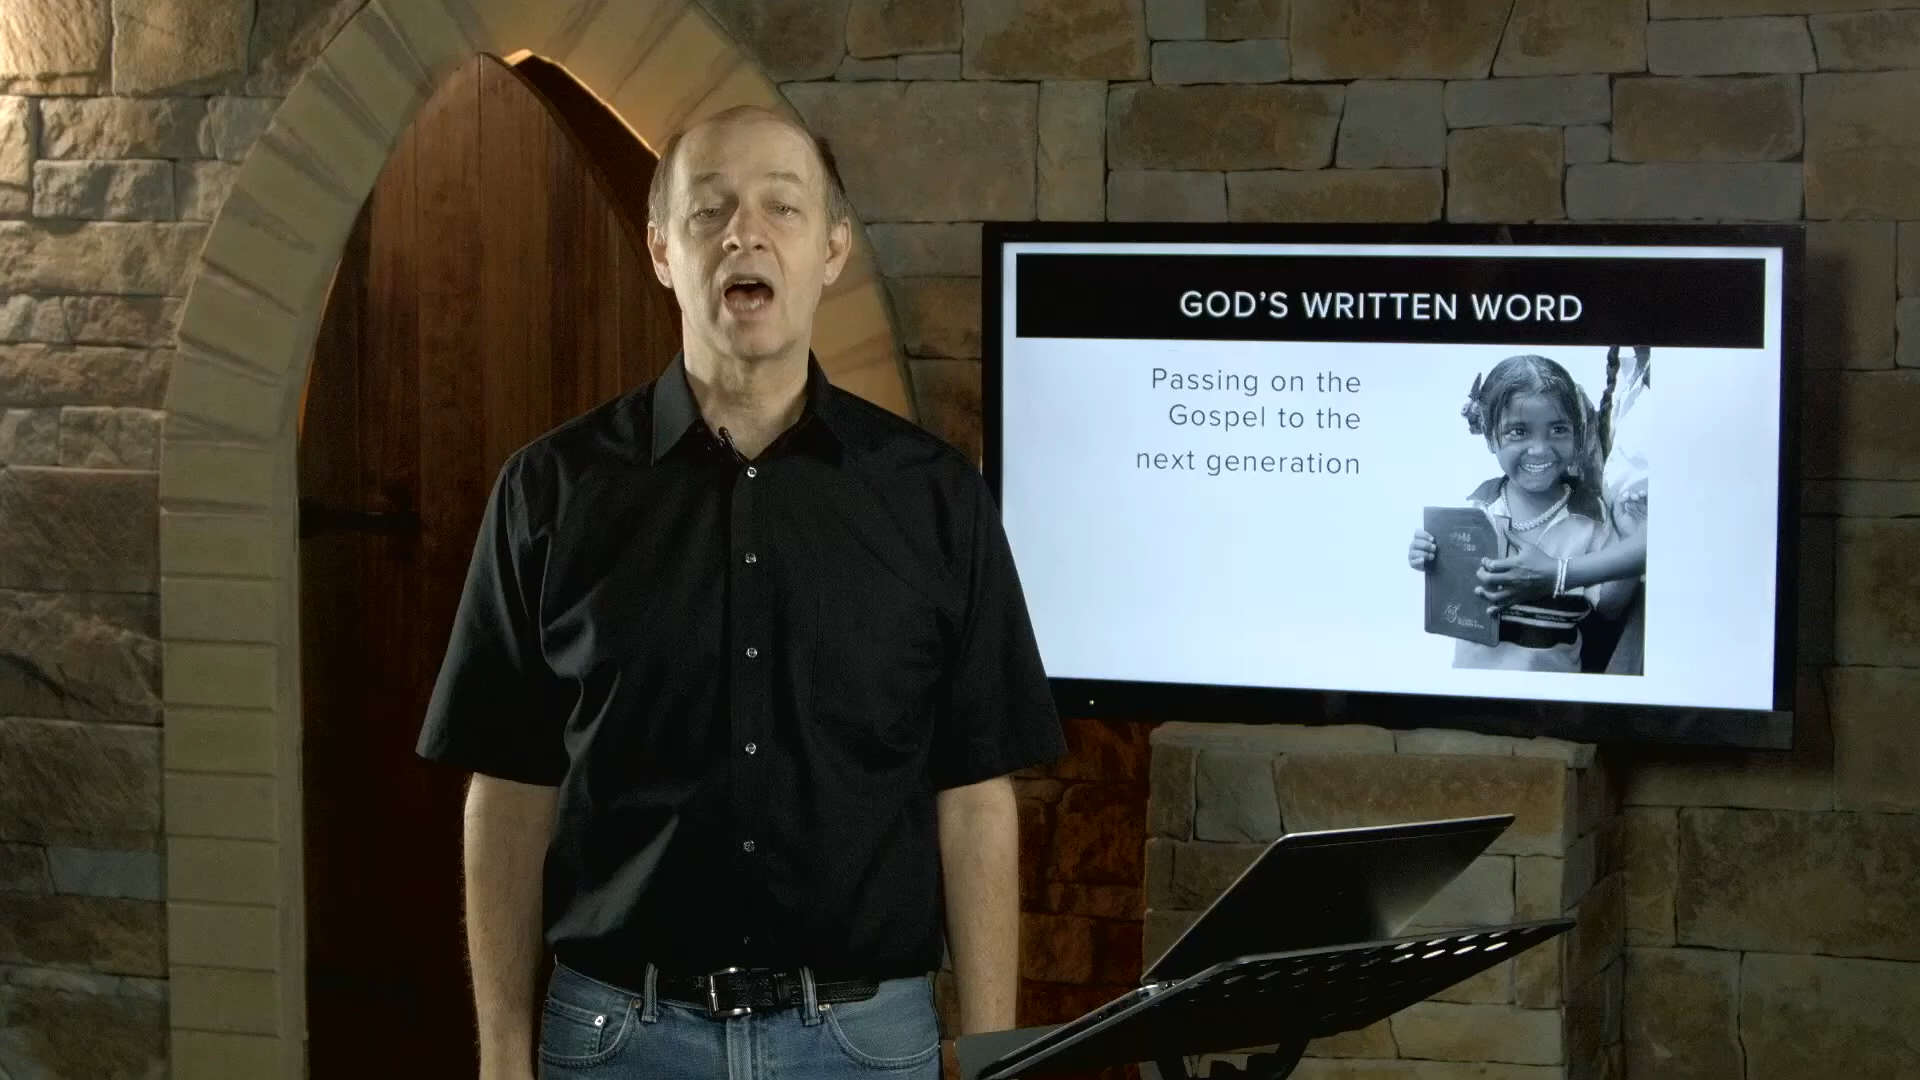 GOD'S WRITTEN WORD
Passing on the
Gospel to the
next generation